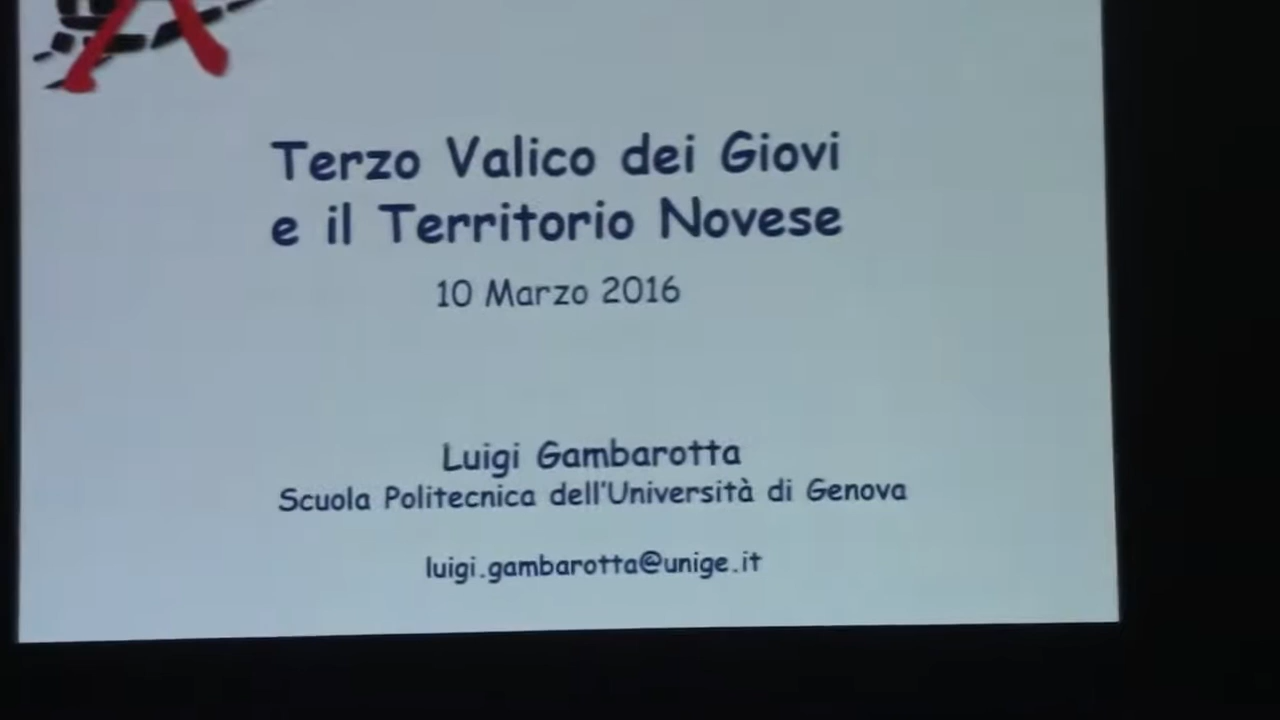 Terzo Valico dei Giovi
e il Territorio Novese
10 Marzo 2016
Luigi Gambarotta
Scuola Politecnica dell'Università di Genova
luigi.gambarotta@unige.it